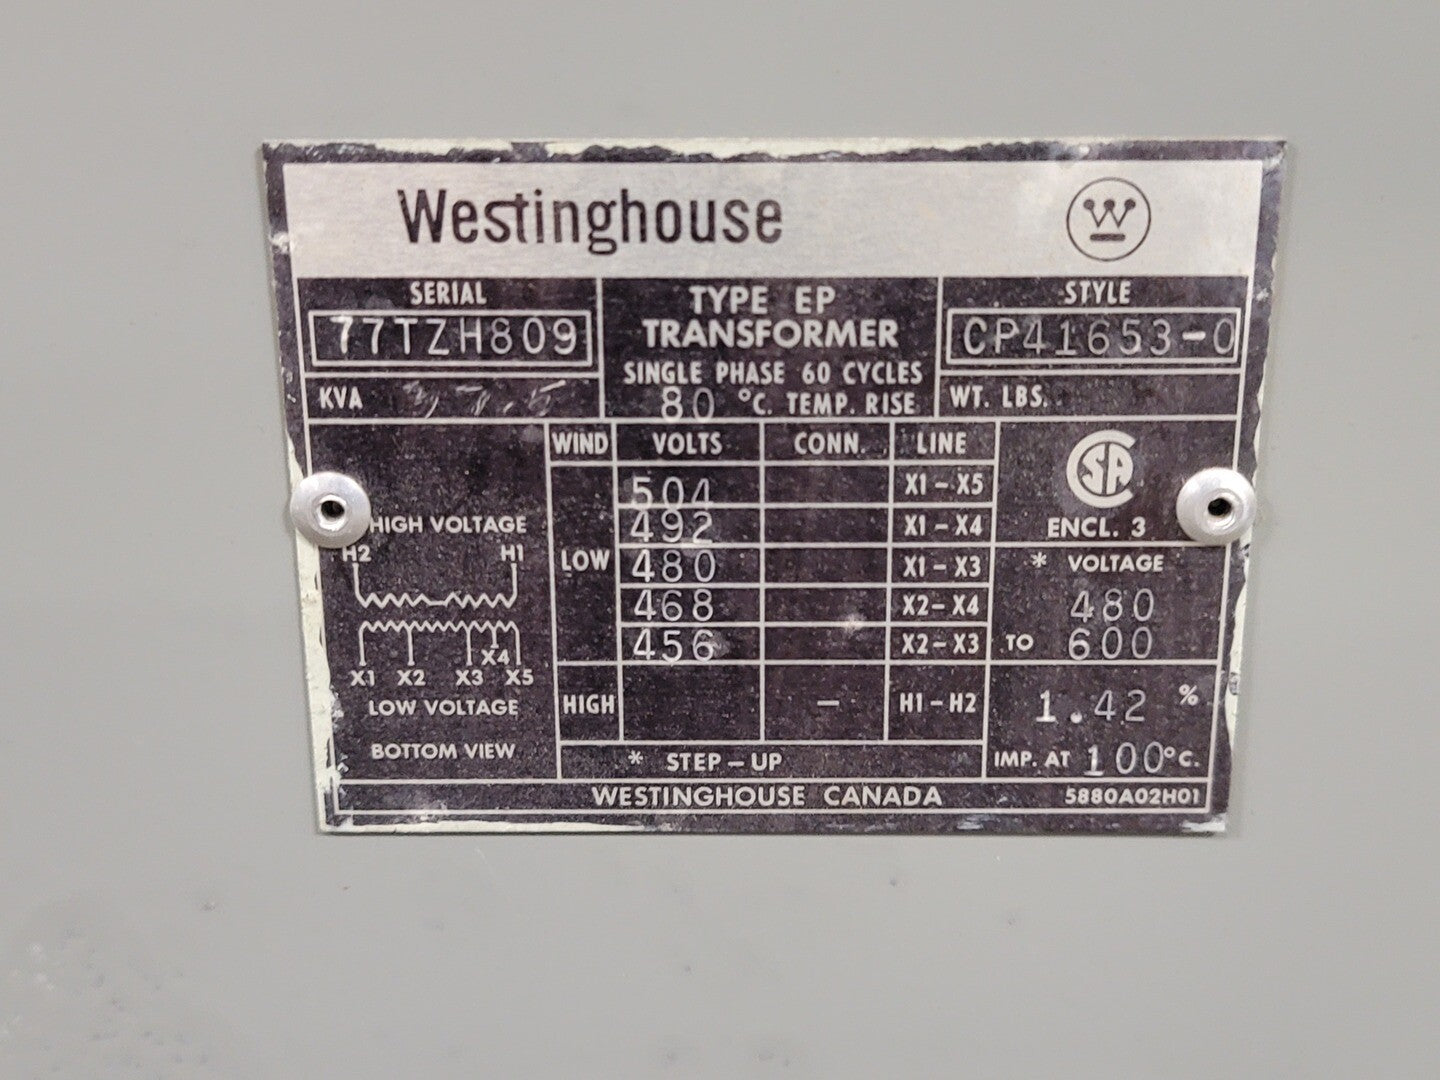 Westinghouse
W
SERIAL
77TZH809
KVA 37.5
TYPE EP
TRANSFORMER
SINGLE PHASE 60 CYCLES
80 °C. TEMP. RISE
STYLE
CP41653-0
WT. LBS.
HIGH VOLTAGE
H2 H1
X4
X1 X2 X3 X5
LOW VOLTAGE
BOTTOM VIEW
WIND VOLTS CONN. LINE
LOW
504 X1-X5
492 X1-X4
480 X1-X3
468 X2-X4
456 X2-X3
HIGH - H1-H2
* STEP-UP
CSA
ENCL. 3
* VOLTAGE
480
TO 600
1.42 %
IMP. AT 100°C.
WESTINGHOUSE CANADA
5880A02H01